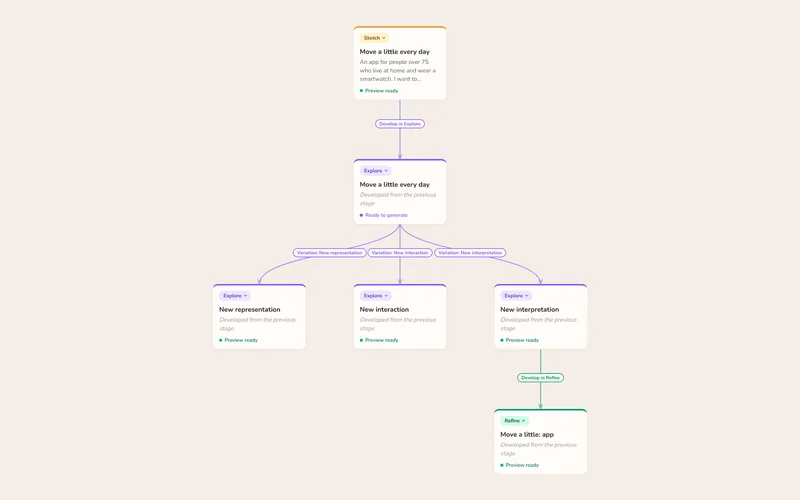 Sketch
Move a little every day
An app for people over 75
who live at home and wear a
smartwatch. I want to...
Preview ready
Develop in Explore
Explore
Move a little every day
Developed from the previous
stage
Ready to generate
Variation: New representation
Variation: New interaction
Variation: New interpretation
Explore
New representation
Developed from the previous
stage
Preview ready
Explore
New interaction
Developed from the previous
stage
Preview ready
Explore
New interpretation
Developed from the previous
stage
Preview ready
Develop in Refine
Refine
Move a little: app
Developed from the previous
stage
Preview ready